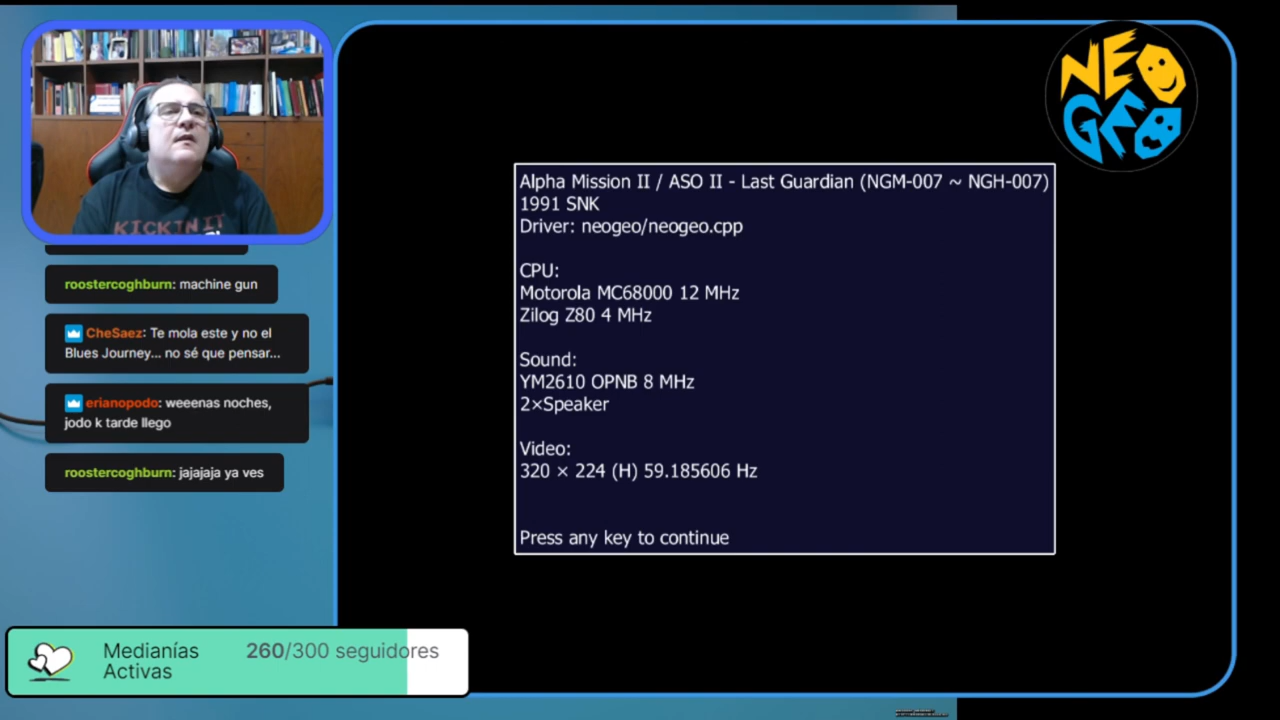 NEO
GEO
KICKIN IT
Alpha Mission II / ASO II - Last Guardian (NGM-007 ~ NGH-007)
1991 SNK
Driver: neogeo/neogeo.cpp
CPU:
Motorola MC68000 12 MHz
Zilog Z80 4 MHz
Sound:
YM2610 OPNB 8 MHz
2×Speaker
Video:
320 × 224 (H) 59.185606 Hz
Press any key to continue
roostercoghburn: machine gun
CheSaez: Te mola este y no el
Blues Journey... no sé que pensar...
erianopodo: weeenas noches,
jodo k tarde llego
roostercoghburn: jajajaja ya ves
Medianías 260/300 seguidores
Activas